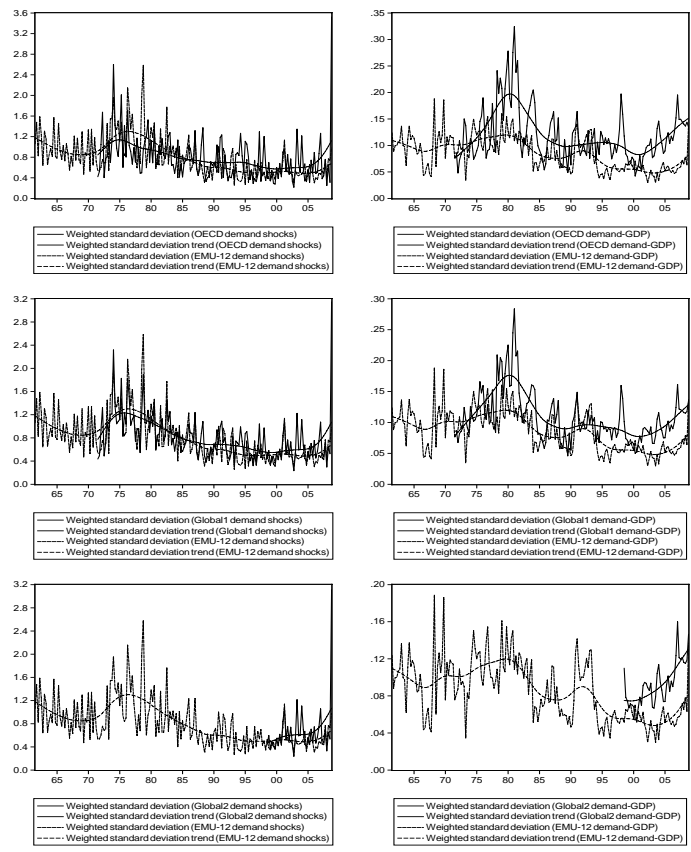 3.6
3.2
2.8
2.4
2.0
1.6
1.2
0.8
0.4
0.0
65 70 75 80 85 90 95 00 05
Weighted standard deviation (OECD demand shocks)
Weighted standard deviation trend (OECD demand shocks)
Weighted standard deviation (EMU-12 demand shocks)
Weighted standard deviation trend (EMU-12 demand shocks)
.35
.30
.25
.20
.15
.10
.05
.00
65 70 75 80 85 90 95 00 05
Weighted standard deviation (OECD demand-GDP)
Weighted standard deviation trend (OECD demand-GDP)
Weighted standard deviation (EMU-12 demand-GDP)
Weighted standard deviation trend (EMU-12 demand-GDP)
3.2
2.8
2.4
2.0
1.6
1.2
0.8
0.4
0.0
65 70 75 80 85 90 95 00 05
Weighted standard deviation (Global1 demand shocks)
Weighted standard deviation trend (Global1 demand shocks)
Weighted standard deviation (EMU-12 demand shocks)
Weighted standard deviation trend (EMU-12 demand shocks)
.30
.25
.20
.15
.10
.05
.00
65 70 75 80 85 90 95 00 05
Weighted standard deviation (Global1 demand-GDP)
Weighted standard deviation trend (Global1 demand-GDP)
Weighted standard deviation (EMU-12 demand-GDP)
Weighted standard deviation trend (EMU-12 demand-GDP)
3.2
2.8
2.4
2.0
1.6
1.2
0.8
0.4
0.0
65 70 75 80 85 90 95 00 05
Weighted standard deviation (Global2 demand shocks)
Weighted standard deviation trend (Global2 demand shocks)
Weighted standard deviation (EMU-12 demand shocks)
Weighted standard deviation trend (EMU-12 demand shocks)
.20
.16
.12
.08
.04
.00
65 70 75 80 85 90 95 00 05
Weighted standard deviation (Global2 demand-GDP)
Weighted standard deviation trend (Global2 demand-GDP)
Weighted standard deviation (EMU-12 demand-GDP)
Weighted standard deviation trend (EMU-12 demand-GDP)